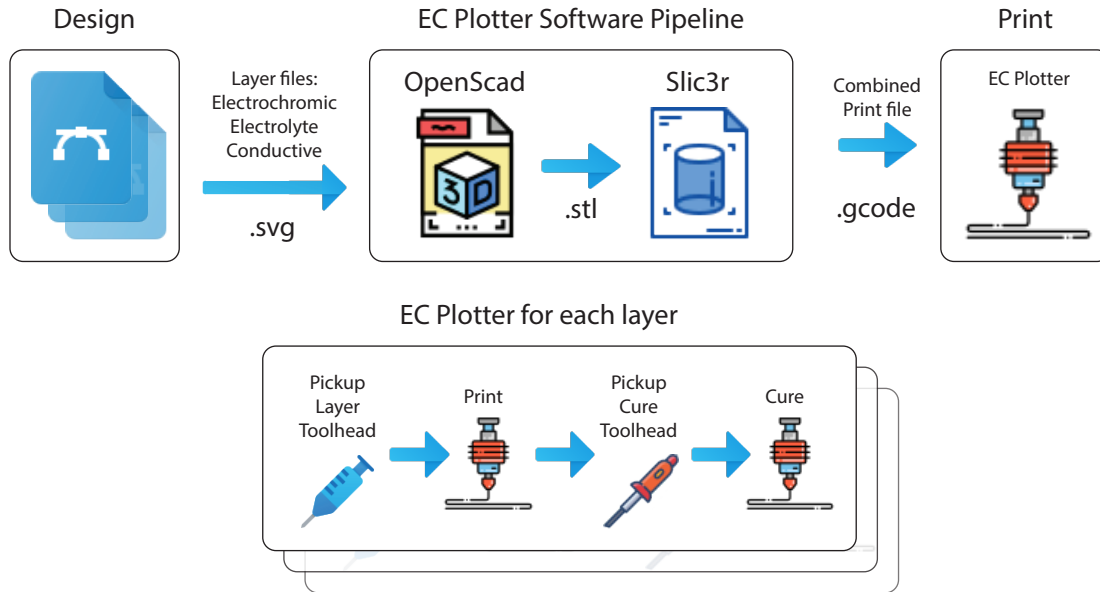 Design
EC Plotter Software Pipeline
Print
Layer files:
Electrochromic
Electrolyte
Conductive
.svg
OpenScad
3D
.stl
Slic3r
Combined
Print file
.gcode
EC Plotter
EC Plotter for each layer
Pickup
Layer
Toolhead
Print
Pickup
Cure
Toolhead
Cure